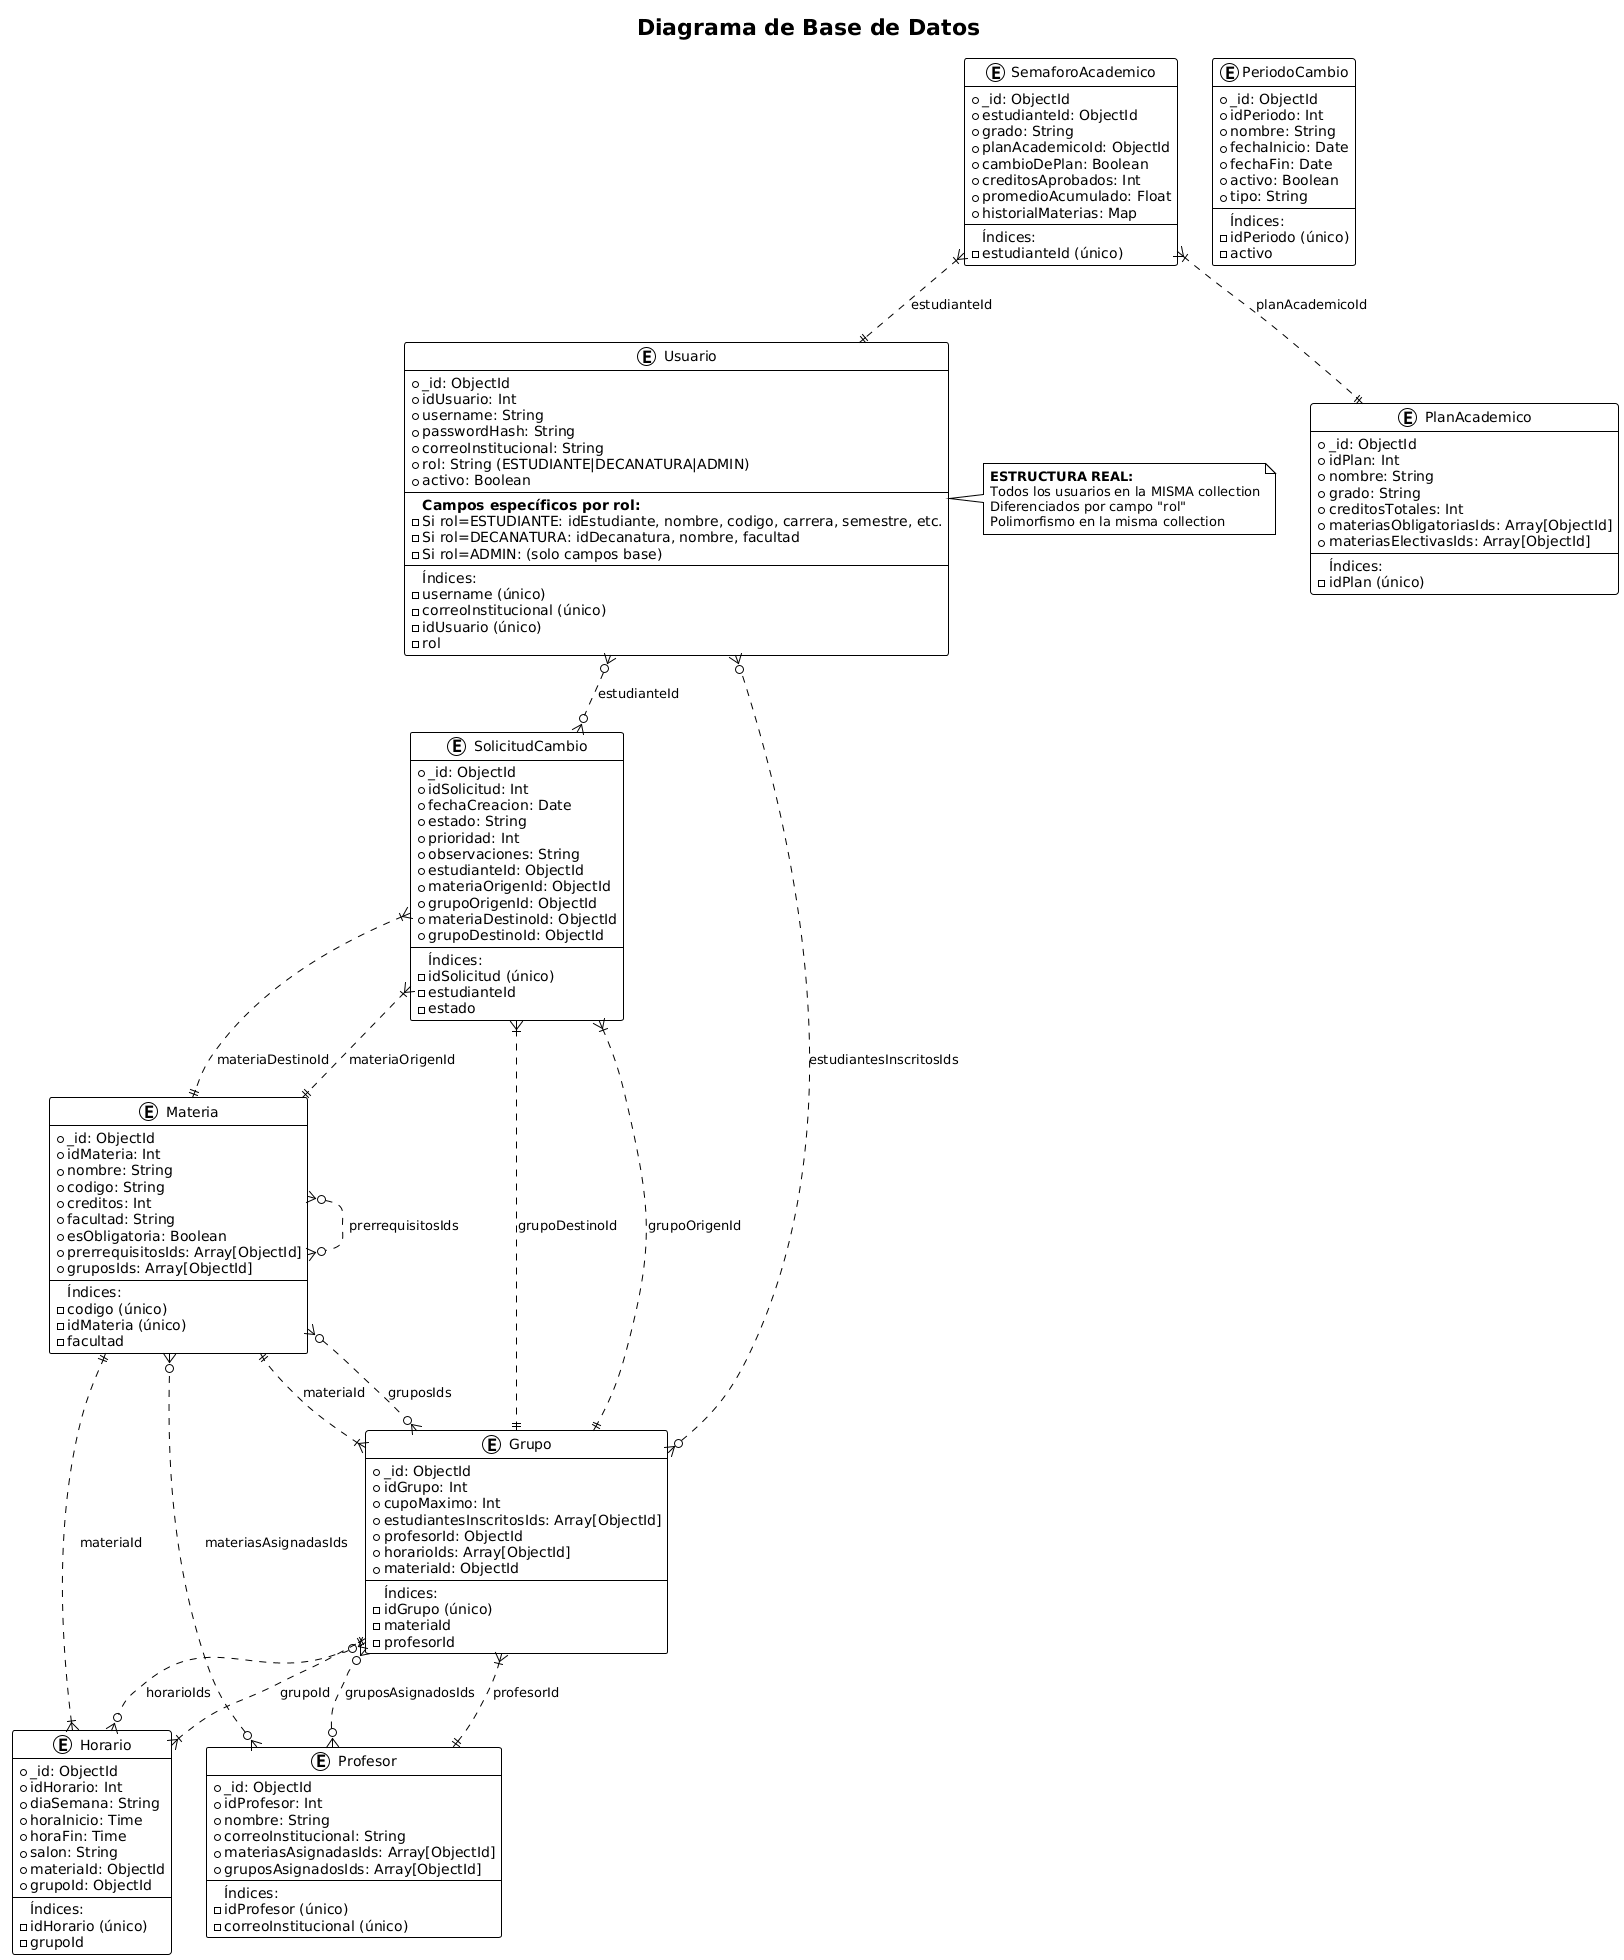 Diagrama de Base de Datos
E SemaforoAcademico
_id: ObjectId
estudianteId: ObjectId
grado: String
planAcademicoId: ObjectId
cambioDePlan: Boolean
creditosAprobados: Int
promedioAcumulado: Float
historialMaterias: Map
Índices:
estudianteId (único)
E PeriodoCambio
_id: ObjectId
idPeriodo: Int
nombre: String
fechaInicio: Date
fechaFin: Date
activo: Boolean
tipo: String
Índices:
idPeriodo (único)
activo
estudianteId
planAcademicoId
E Usuario
_id: ObjectId
idUsuario: Int
username: String
passwordHash: String
correoInstitucional: String
rol: String (ESTUDIANTE|DECANATURA|ADMIN)
activo: Boolean
Campos específicos por rol:
Si rol=ESTUDIANTE: idEstudiante, nombre, codigo, carrera, semestre, etc.
Si rol=DECANATURA: idDecanatura, nombre, facultad
Si rol=ADMIN: (solo campos base)
Índices:
username (único)
correoInstitucional (único)
idUsuario (único)
rol
ESTRUCTURA REAL:
Todos los usuarios en la MISMA collection
Diferenciados por campo "rol"
Polimorfismo en la misma collection
E PlanAcademico
_id: ObjectId
idPlan: Int
nombre: String
grado: String
creditosTotales: Int
materiasObligatoriasIds: Array[ObjectId]
materiasElectivasIds: Array[ObjectId]
Índices:
idPlan (único)
estudianteId
E SolicitudCambio
_id: ObjectId
idSolicitud: Int
fechaCreacion: Date
estado: String
prioridad: Int
observaciones: String
estudianteId: ObjectId
materiaOrigenId: ObjectId
grupoOrigenId: ObjectId
materiaDestinoId: ObjectId
grupoDestinoId: ObjectId
Índices:
idSolicitud (único)
estudianteId
estado
materiaDestinoId
materiaOrigenId
estudiantesInscritosIds
E Materia
_id: ObjectId
idMateria: Int
nombre: String
codigo: String
creditos: Int
facultad: String
esObligatoria: Boolean
prerrequisitosIds: Array[ObjectId]
gruposIds: Array[ObjectId]
Índices:
codigo (único)
idMateria (único)
facultad
prerrequisitosIds
grupoDestinoId
grupoOrigenId
materiaId
gruposIds
E Grupo
_id: ObjectId
idGrupo: Int
cupoMaximo: Int
estudiantesInscritosIds: Array[ObjectId]
profesorId: ObjectId
horarioIds: Array[ObjectId]
materiaId: ObjectId
Índices:
idGrupo (único)
materiaId
profesorId
materiaId
materiasAsignadasIds
horarioIds
grupoId
gruposAsignadosIds
profesorId
E Horario
_id: ObjectId
idHorario: Int
diaSemana: String
horaInicio: Time
horaFin: Time
salon: String
materiaId: ObjectId
grupoId: ObjectId
Índices:
idHorario (único)
grupoId
E Profesor
_id: ObjectId
idProfesor: Int
nombre: String
correoInstitucional: String
materiasAsignadasIds: Array[ObjectId]
gruposAsignadosIds: Array[ObjectId]
Índices:
idProfesor (único)
correoInstitucional (único)